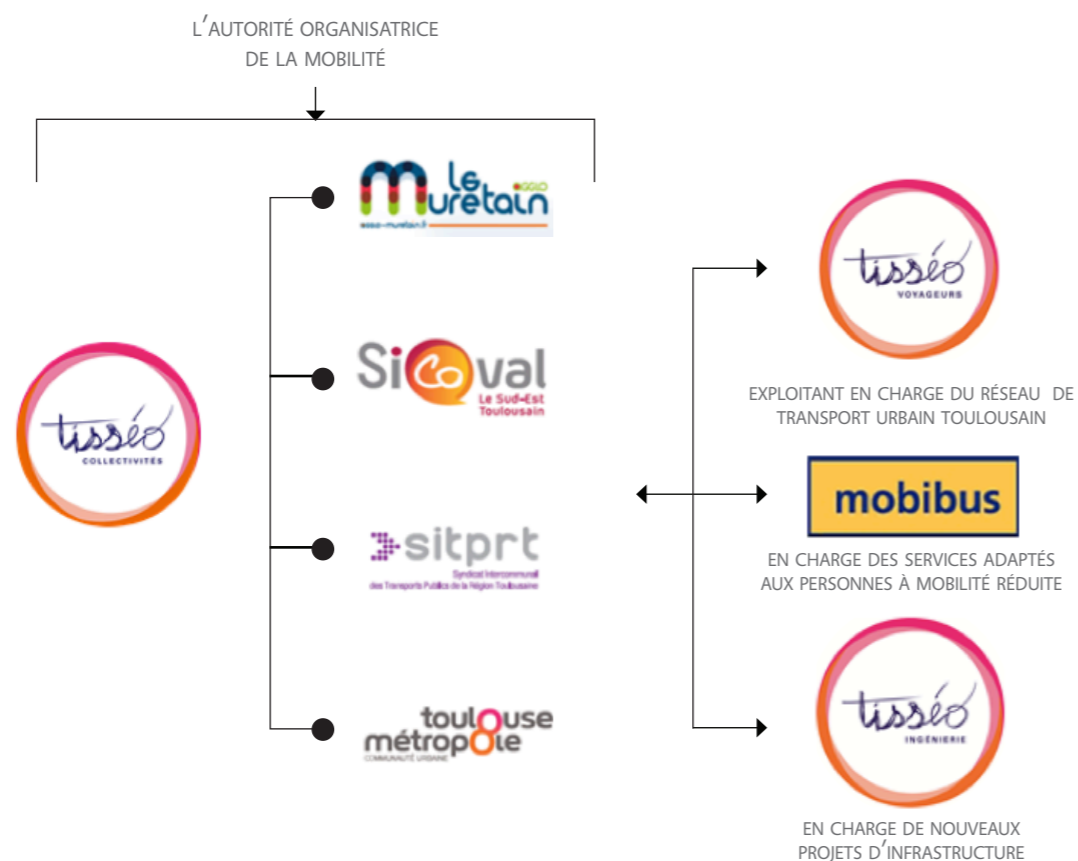 L'AUTORITÉ ORGANISATRICE
DE LA MOBILITÉ
le
muretain
AGGLO
agglo-muretain.fr
Sicoval
Le Sud-Est
Toulousain
tisséo
COLLECTIVITÉS
sitprt
Syndicat Intercommunal
des Transports Publics de la Région Toulousaine
toulouse
métropole
COMMUNAUTÉ URBAINE
tisséo
VOYAGEURS
EXPLOITANT EN CHARGE DU RÉSEAU DE
TRANSPORT URBAIN TOULOUSAIN
mobibus
EN CHARGE DES SERVICES ADAPTÉS
AUX PERSONNES À MOBILITÉ RÉDUITE
tisséo
INGÉNIERIE
EN CHARGE DE NOUVEAUX
PROJETS D'INFRASTRUCTURE